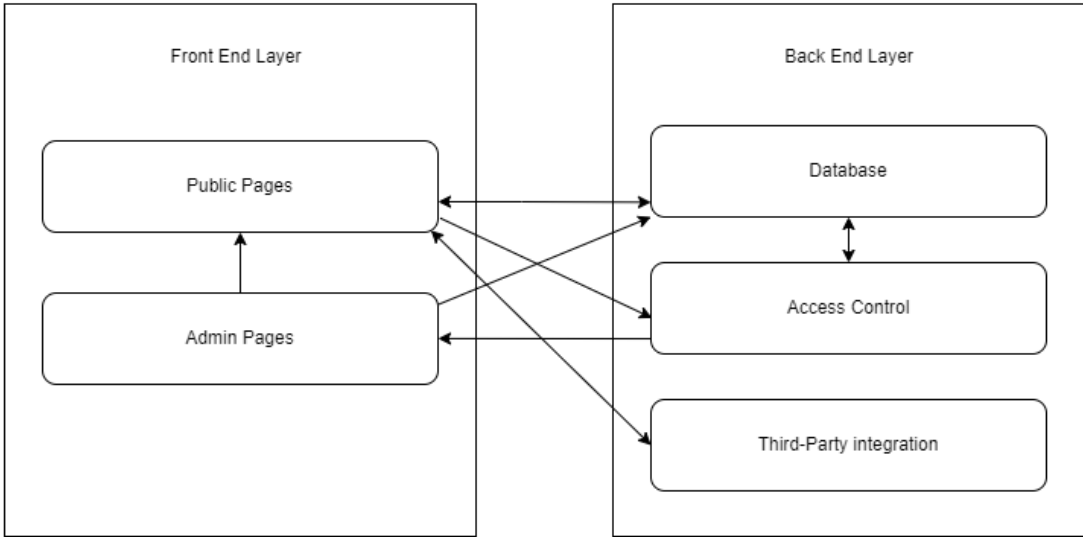 Front End Layer
Public Pages
Admin Pages
Back End Layer
Database
Access Control
Third-Party integration